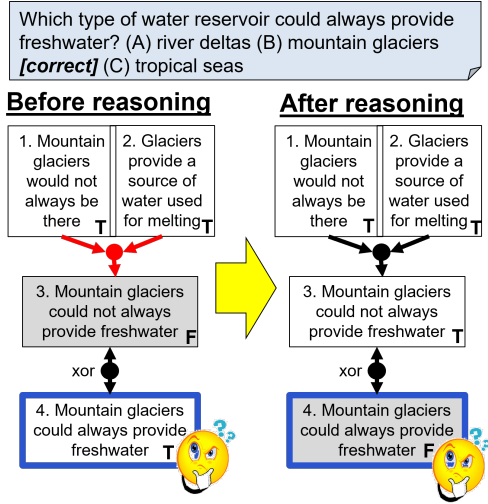 Which type of water reservoir could always provide
freshwater? (A) river deltas (B) mountain glaciers
[correct] (C) tropical seas
Before reasoning
1. Mountain
glaciers
would not
always be
there T
2. Glaciers
provide a
source of
water used
for melting T
3. Mountain glaciers
could not always
provide freshwater F
xor
4. Mountain glaciers
could always provide
freshwater T
??
After reasoning
1. Mountain
glaciers
would not
always be
there T
2. Glaciers
provide a
source of
water used
for melting T
3. Mountain glaciers
could not always
provide freshwater T
xor
4. Mountain glaciers
could always provide
freshwater F
??